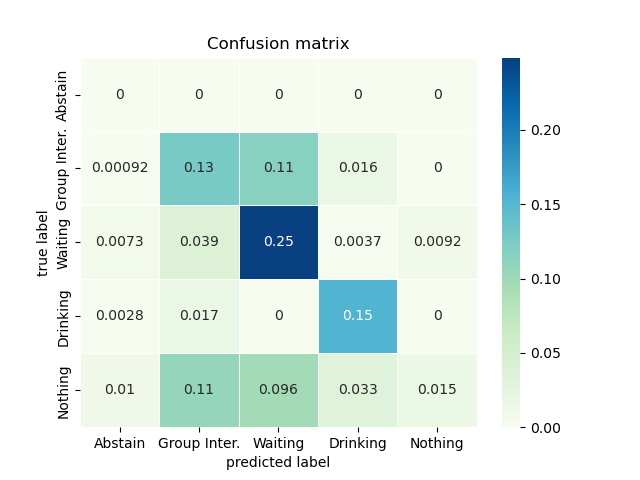 Confusion matrix
true label
Abstain
0 0 0 0 0
Group Inter.
0.00092 0.13 0.11 0.016 0
Waiting
0.0073 0.039 0.25 0.0037 0.0092
Drinking
0.0028 0.017 0 0.15 0
Nothing
0.01 0.11 0.096 0.033 0.015
Abstain Group Inter. Waiting Drinking Nothing
predicted label
0.20
0.15
0.10
0.05
0.00